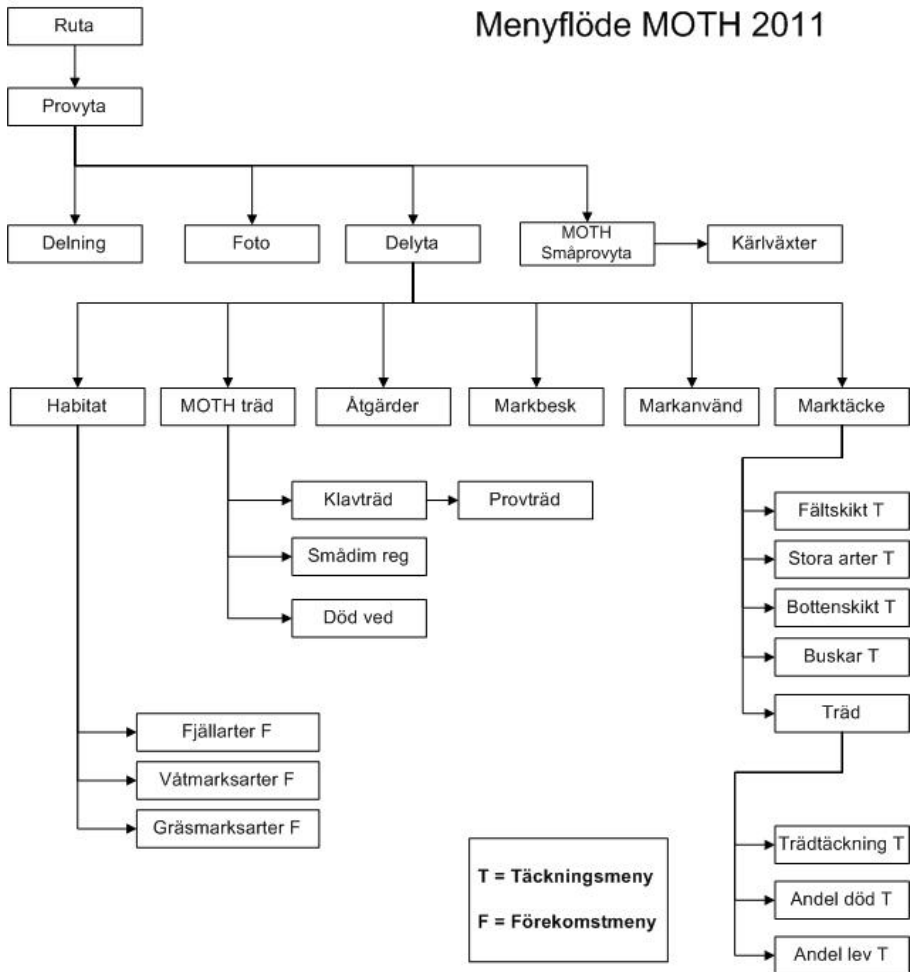 Menyflöde MOTH 2011
Ruta
Provyta
Delning
Foto
Delyta
MOTH
Småprovyta
Kärlväxter
Habitat
MOTH träd
Åtgärder
Markbesk
Markanvänd
Marktäcke
Klavträd
Provträd
Smådim reg
Död ved
Fältskikt T
Stora arter T
Bottenskikt T
Buskar T
Träd
Fjällarter F
Våtmarksarter F
Gräsmarksarter F
Trädtäckning T
Andel död T
Andel lev T
T = Täckningsmeny
F = Förekomstmeny